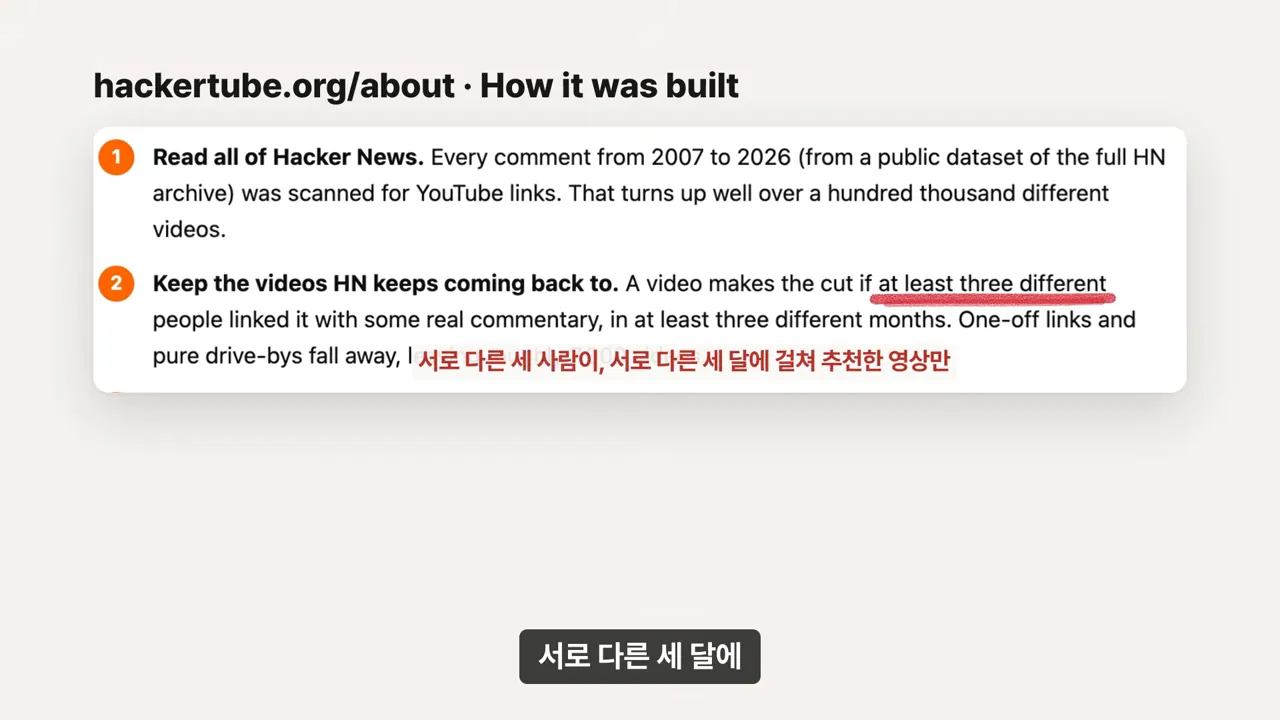 hackertube.org/about · How it was built
1 Read all of Hacker News. Every comment from 2007 to 2026 (from a public dataset of the full HN
archive) was scanned for YouTube links. That turns up well over a hundred thousand different
videos.
2 Keep the videos HN keeps coming back to. A video makes the cut if at least three different
people linked it with some real commentary, in at least three different months. One-off links and
pure drive-bys fall away,
서로 다른 세 사람이, 서로 다른 세 달에 걸쳐 추천한 영상만
서로 다른 세 달에